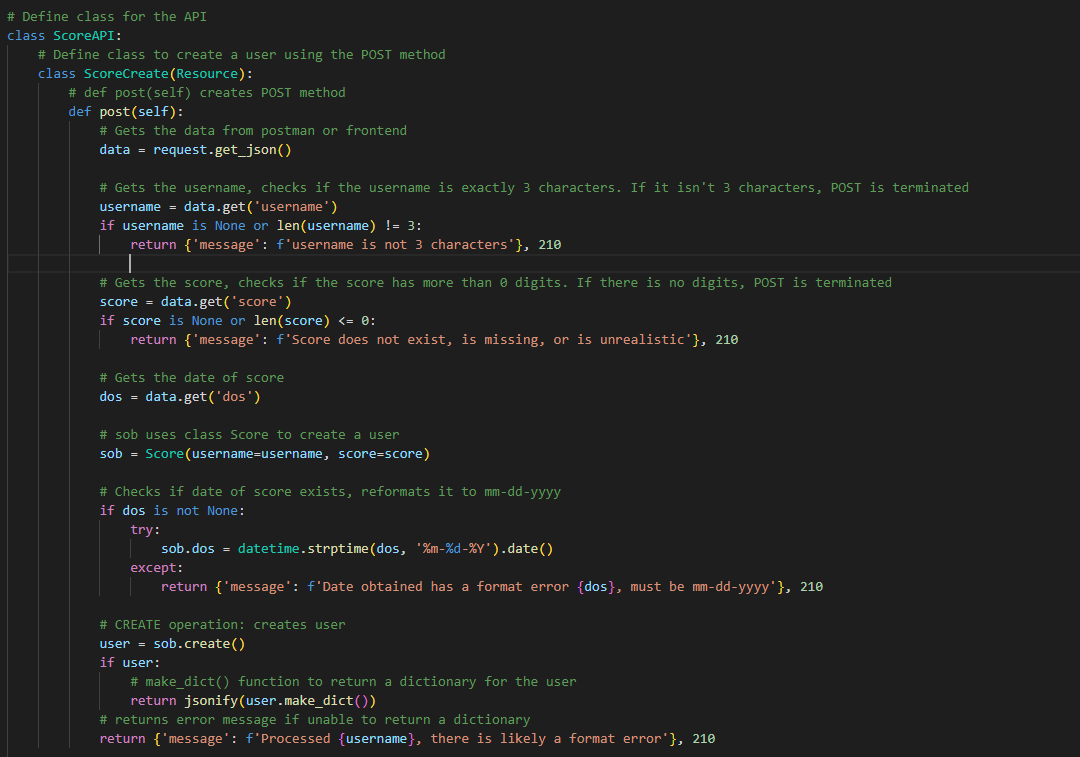 # Define class for the API
class ScoreAPI:
    # Define class to create a user using the POST method
    class ScoreCreate(Resource):
        # def post(self) creates POST method
        def post(self):
            # Gets the data from postman or frontend
            data = request.get_json()

            # Gets the username, checks if the username is exactly 3 characters. If it isn't 3 characters, POST is terminated
            username = data.get('username')
            if username is None or len(username) != 3:
                return {'message': f'username is not 3 characters'}, 210

            # Gets the score, checks if the score has more than 0 digits. If there is no digits, POST is terminated
            score = data.get('score')
            if score is None or len(score) <= 0:
                return {'message': f'Score does not exist, is missing, or is unrealistic'}, 210

            # Gets the date of score
            dos = data.get('dos')

            # sob uses class Score to create a user
            sob = Score(username=username, score=score)

            # Checks if date of score exists, reformats it to mm-dd-yyyy
            if dos is not None:
                try:
                    sob.dos = datetime.strptime(dos, '%m-%d-%Y').date()
                except:
                    return {'message': f'Date obtained has a format error {dos}, must be mm-dd-yyyy'}, 210

            # CREATE operation: creates user
            user = sob.create()
            if user:
                # make_dict() function to return a dictionary for the user
                return jsonify(user.make_dict())
            # returns error message if unable to return a dictionary
            return {'message': f'Processed {username}, there is likely a format error'}, 210